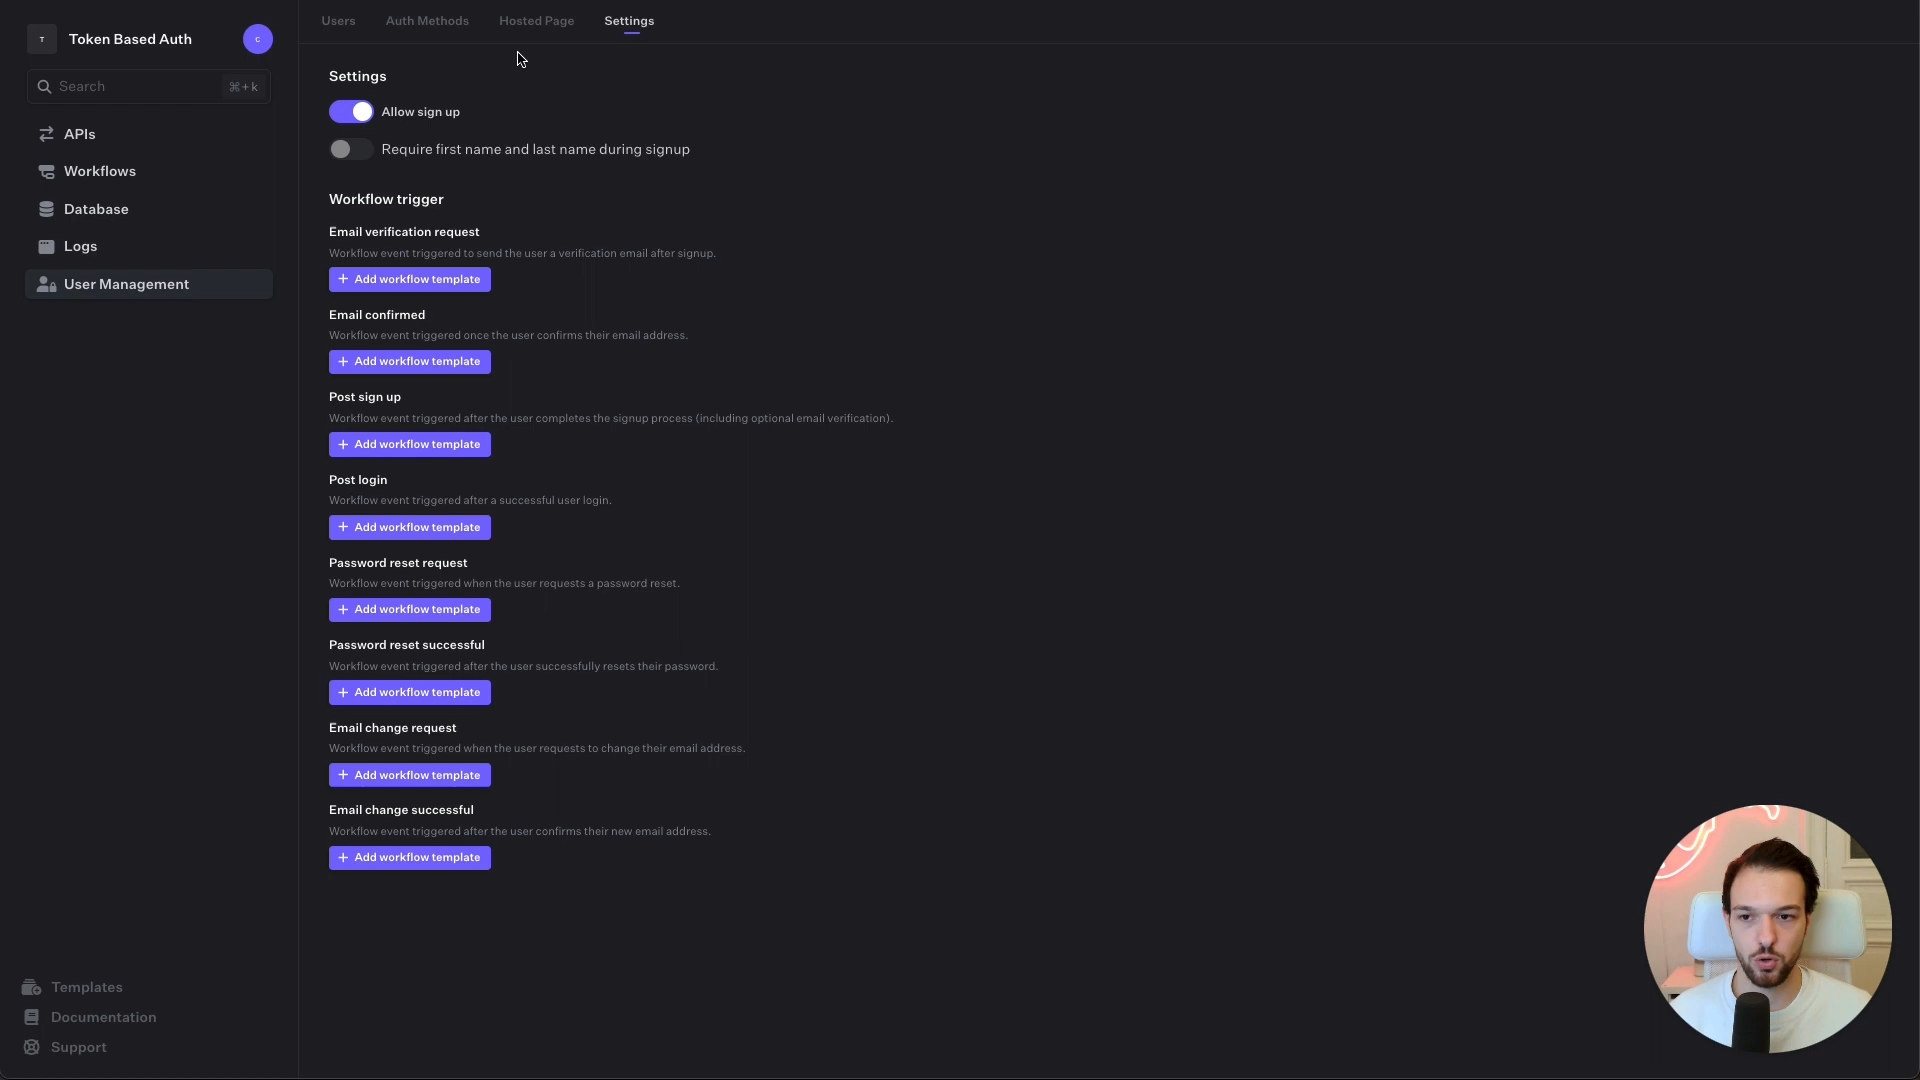 T
Token Based Auth
C
Search
⌘+k
APIs
Workflows
Database
Logs
User Management
Templates
Documentation
Support
Users
Auth Methods
Hosted Page
Settings
Settings
Allow sign up
Require first name and last name during signup
Workflow trigger
Email verification request
Workflow event triggered to send the user a verification email after signup.
+ Add workflow template
Email confirmed
Workflow event triggered once the user confirms their email address.
+ Add workflow template
Post sign up
Workflow event triggered after the user completes the signup process (including optional email verification).
+ Add workflow template
Post login
Workflow event triggered after a successful user login.
+ Add workflow template
Password reset request
Workflow event triggered when the user requests a password reset.
+ Add workflow template
Password reset successful
Workflow event triggered after the user successfully resets their password.
+ Add workflow template
Email change request
Workflow event triggered when the user requests to change their email address.
+ Add workflow template
Email change successful
Workflow event triggered after the user confirms their new email address.
+ Add workflow template